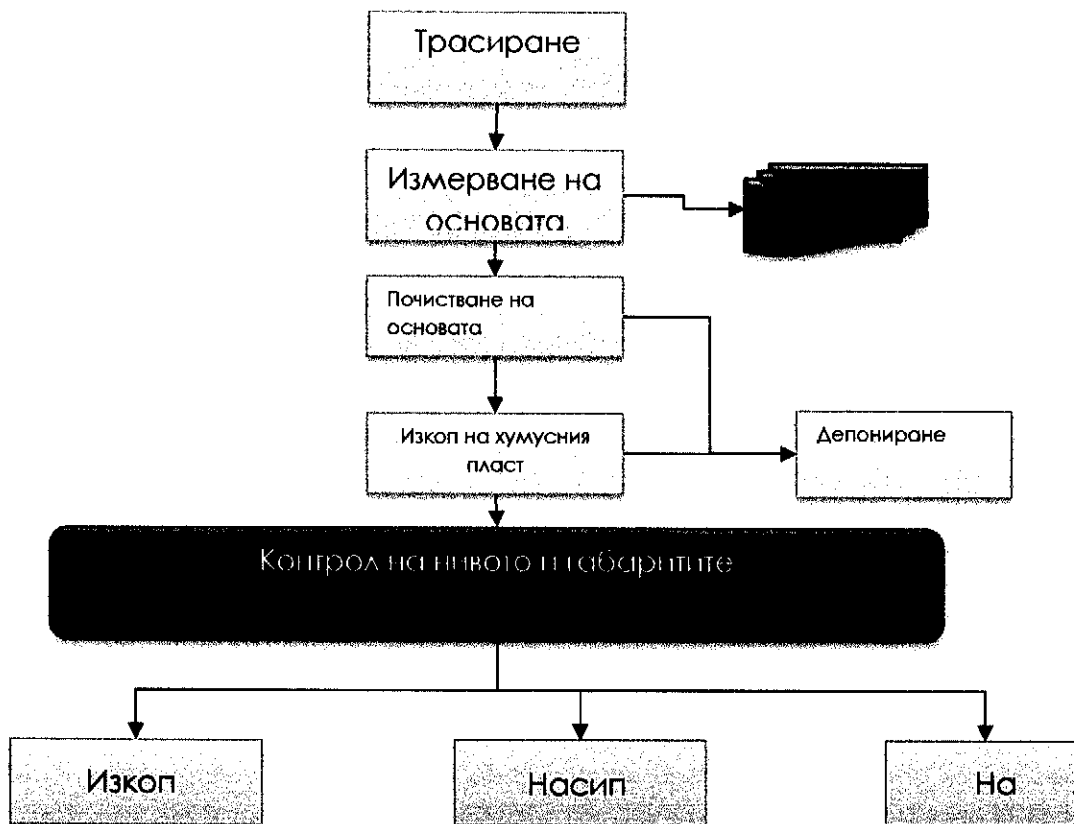 Трасиране
Измерване на
основата
Почистване на
основата
Изкоп на хумусния
пласт
Депониране
Контрол на нивото и габаритите
Изкоп
Насип
На